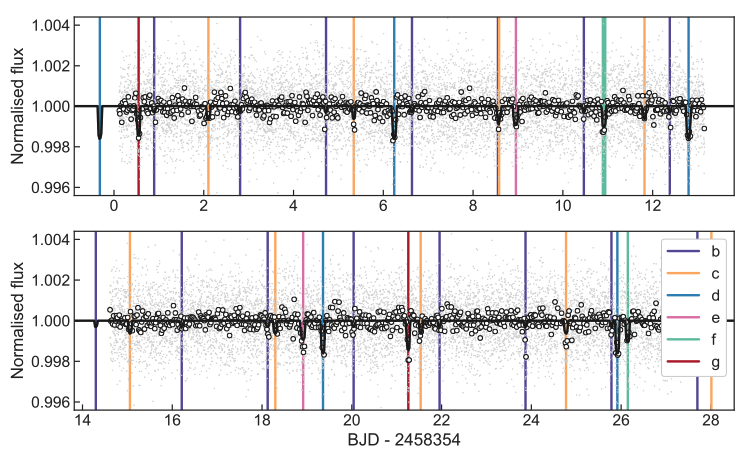 1.004
1.002
1.000
0.998
0.996
Normalised flux
0 2 4 6 8 10 12
1.004
1.002
1.000
0.998
0.996
Normalised flux
b
c
d
e
f
g
14 16 18 20 22 24 26 28
BJD - 2458354